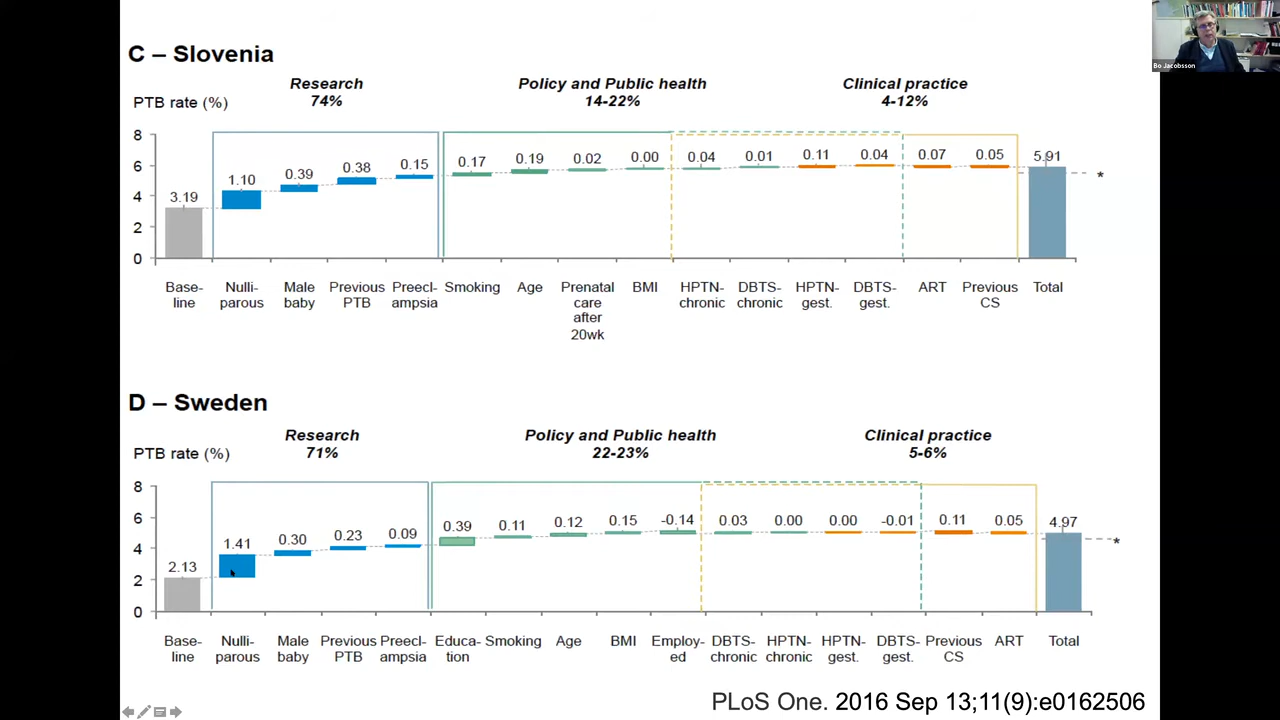 Bo Jacobsson
C – Slovenia
Research
74%
Policy and Public health
14-22%
Clinical practice
4-12%
PTB rate (%)
8
6
4
2
0
3.19
1.10
0.39
0.38
0.15
0.17
0.19
0.02
0.00
0.04
0.01
0.11
0.04
0.07
0.05
5.91
*
Base-
line
Nulli-
parous
Male
baby
Previous
PTB
Preecl-
ampsia
Smoking
Age
Prenatal
care
after
20wk
BMI
HPTN-
chronic
DBTS-
chronic
HPTN-
gest.
DBTS-
gest.
ART
Previous
CS
Total
D – Sweden
Research
71%
Policy and Public health
22-23%
Clinical practice
5-6%
PTB rate (%)
8
6
4
2
0
2.13
1.41
0.30
0.23
0.09
0.39
0.11
0.12
0.15
-0.14
0.03
0.00
0.00
-0.01
0.11
0.05
4.97
*
Base-
line
Nulli-
parous
Male
baby
Previous
PTB
Preecl-
ampsia
Educa-
tion
Smoking
Age
BMI
Employ-
ed
DBTS-
chronic
HPTN-
chronic
HPTN-
gest.
DBTS-
gest.
Previous
CS
ART
Total
PLoS One. 2016 Sep 13;11(9):e0162506